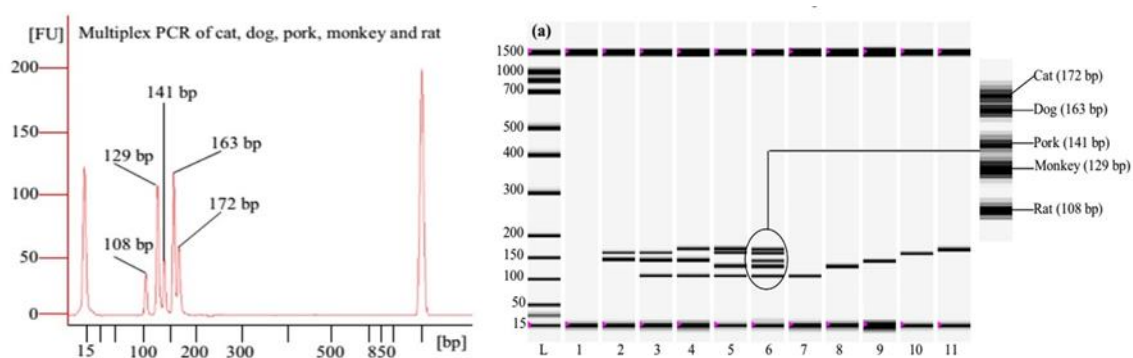 [FU] Multiplex PCR of cat, dog, pork, monkey and rat
200
150
100
50
0
108 bp
129 bp
141 bp
163 bp
172 bp
15 100 200 300 500 850 [bp]
(a)
1500
1000
700
500
400
300
200
150
100
50
15
L 1 2 3 4 5 6 7 8 9 10 11
Cat (172 bp)
Dog (163 bp)
Pork (141 bp)
Monkey (129 bp)
Rat (108 bp)